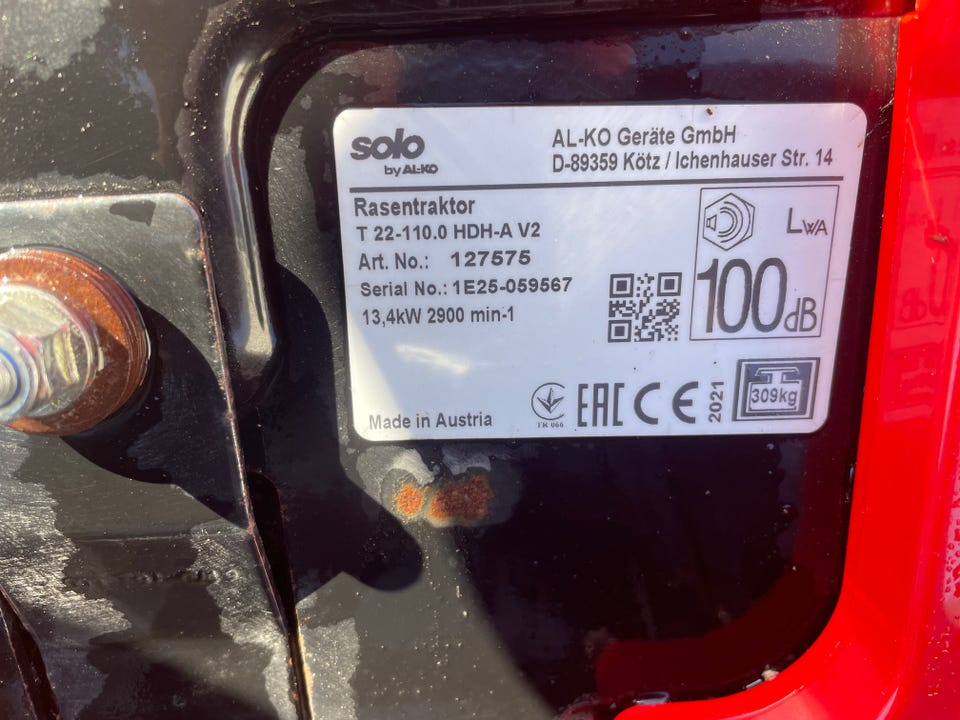 solo
by AL-KO
AL-KO Geräte GmbH
D-89359 Kötz / Ichenhauser Str. 14
Rasentraktor
T 22-110.0 HDH-A V2
Art. No.: 127575
Serial No.: 1E25-059567
13,4kW 2900 min-1
LWA
100dB
Made in Austria
TR 066
EAC CE 2021
309kg